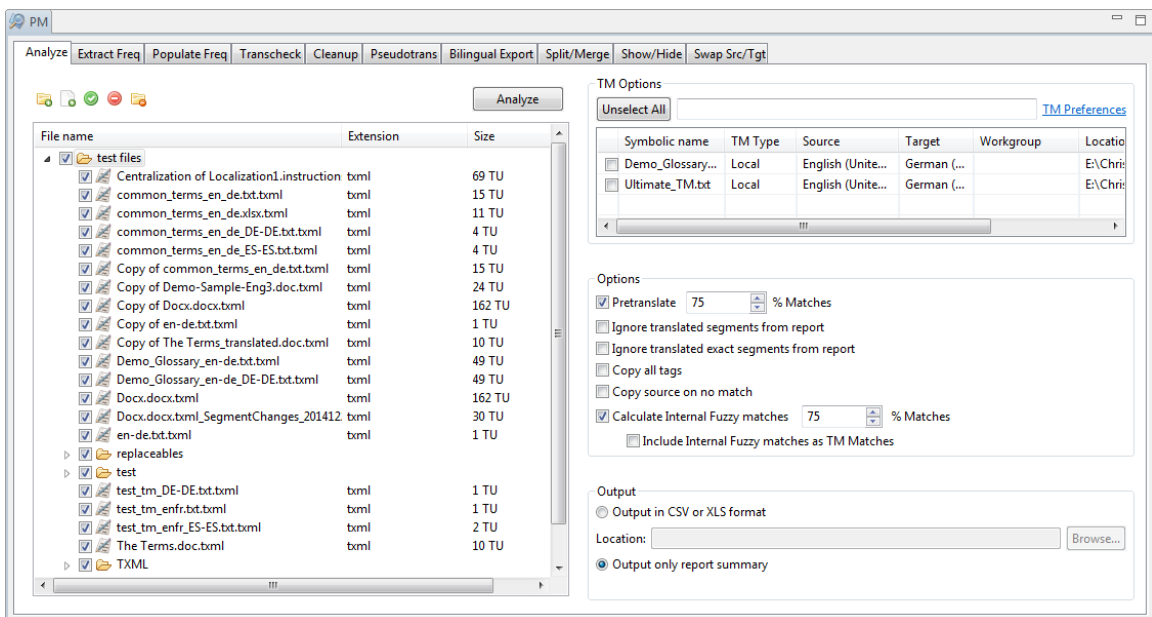 PM
Analyze Extract Freq Populate Freq Transcheck Cleanup Pseudotrans Bilingual Export Split/Merge Show/Hide Swap Src/Tgt
Analyze
File name Extension Size
test files
Centralization of Localization1.instruction txml 69 TU
common_terms_en_de.txt.txml txml 15 TU
common_terms_en_de.xlsx.txml txml 11 TU
common_terms_en_de_DE-DE.txt.txml txml 4 TU
common_terms_en_de_ES-ES.txt.txml txml 4 TU
Copy of common_terms_en_de.txt.txml txml 15 TU
Copy of Demo-Sample-Eng3.doc.txml txml 24 TU
Copy of Docx.docx.txml txml 162 TU
Copy of en-de.txt.txml txml 1 TU
Copy of The Terms_translated.doc.txml txml 10 TU
Demo_Glossary_en-de.txt.txml txml 49 TU
Demo_Glossary_en-de_DE-DE.txt.txml txml 49 TU
Docx.docx.txml txml 162 TU
Docx.docx.txml_SegmentChanges_201412 txml 30 TU
en-de.txt.txml txml 1 TU
replaceables
test
test_tm_DE-DE.txt.txml txml 1 TU
test_tm_enfr.txt.txml txml 1 TU
test_tm_enfr_ES-ES.txt.txml txml 2 TU
The Terms.doc.txml txml 10 TU
TXML
TM Options
Unselect All TM Preferences
Symbolic name TM Type Source Target Workgroup Locatio
Demo_Glossary... Local English (Unite... German (... E:\Chris
Ultimate_TM.txt Local English (Unite... German (... E:\Chris
Options
Pretranslate 75 % Matches
Ignore translated segments from report
Ignore translated exact segments from report
Copy all tags
Copy source on no match
Calculate Internal Fuzzy matches 75 % Matches
Include Internal Fuzzy matches as TM Matches
Output
Output in CSV or XLS format
Location: Browse...
Output only report summary